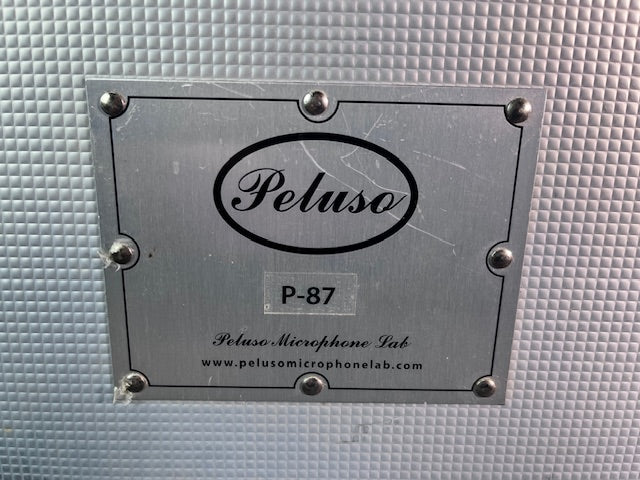 Peluso
P-87
Peluso Microphone Lab
www.pelusomicrophonelab.com